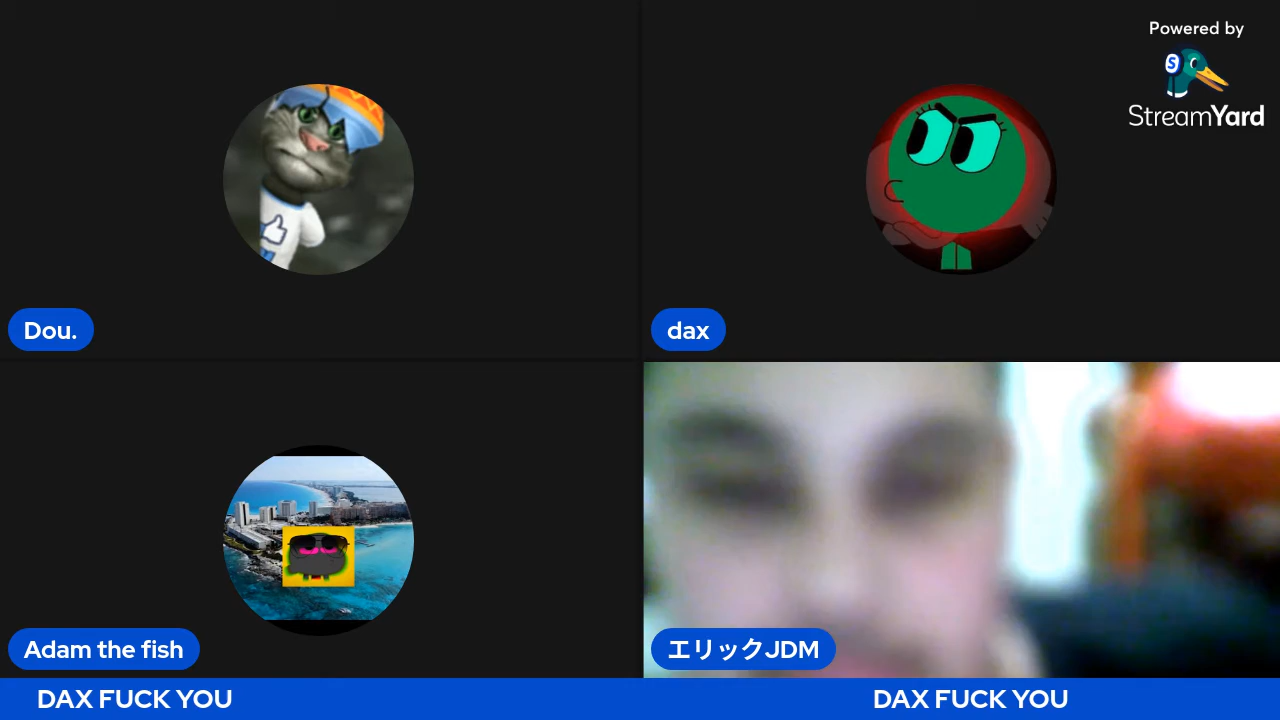 Powered by
S
StreamYard
Dou.
dax
Adam the fish
エリックJDM
DAX FUCK YOU
DAX FUCK YOU